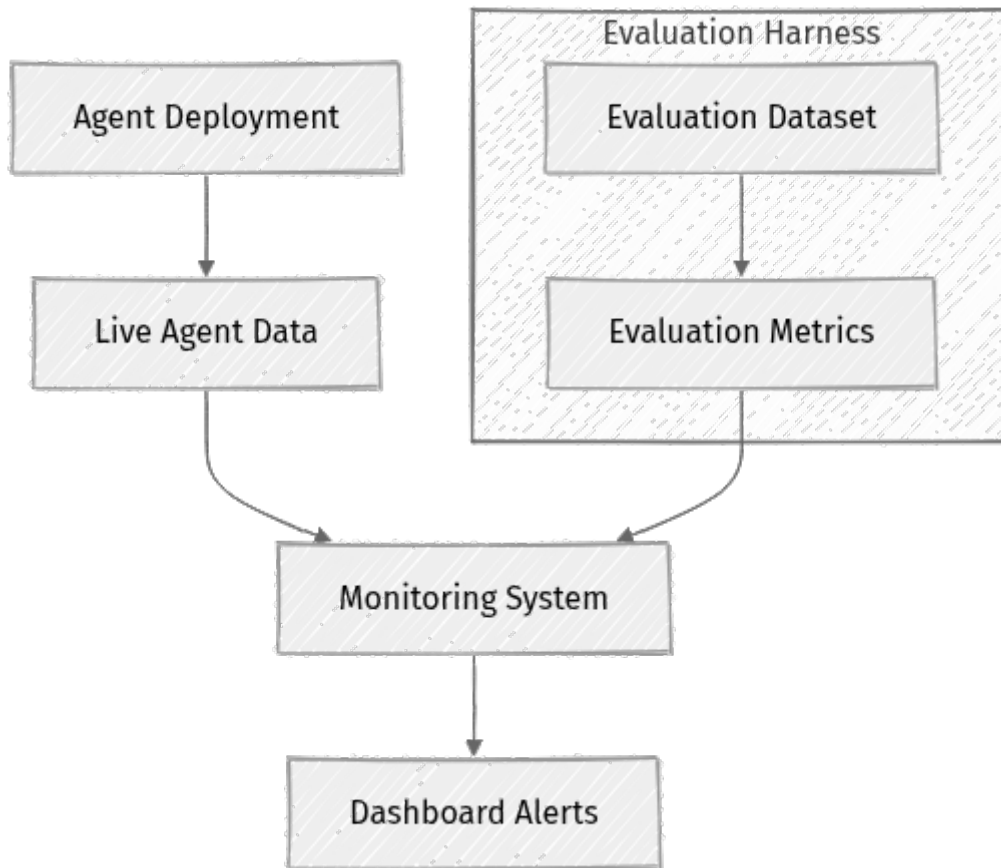 Evaluation Harness
Agent Deployment
Evaluation Dataset
Live Agent Data
Evaluation Metrics
Monitoring System
Dashboard Alerts